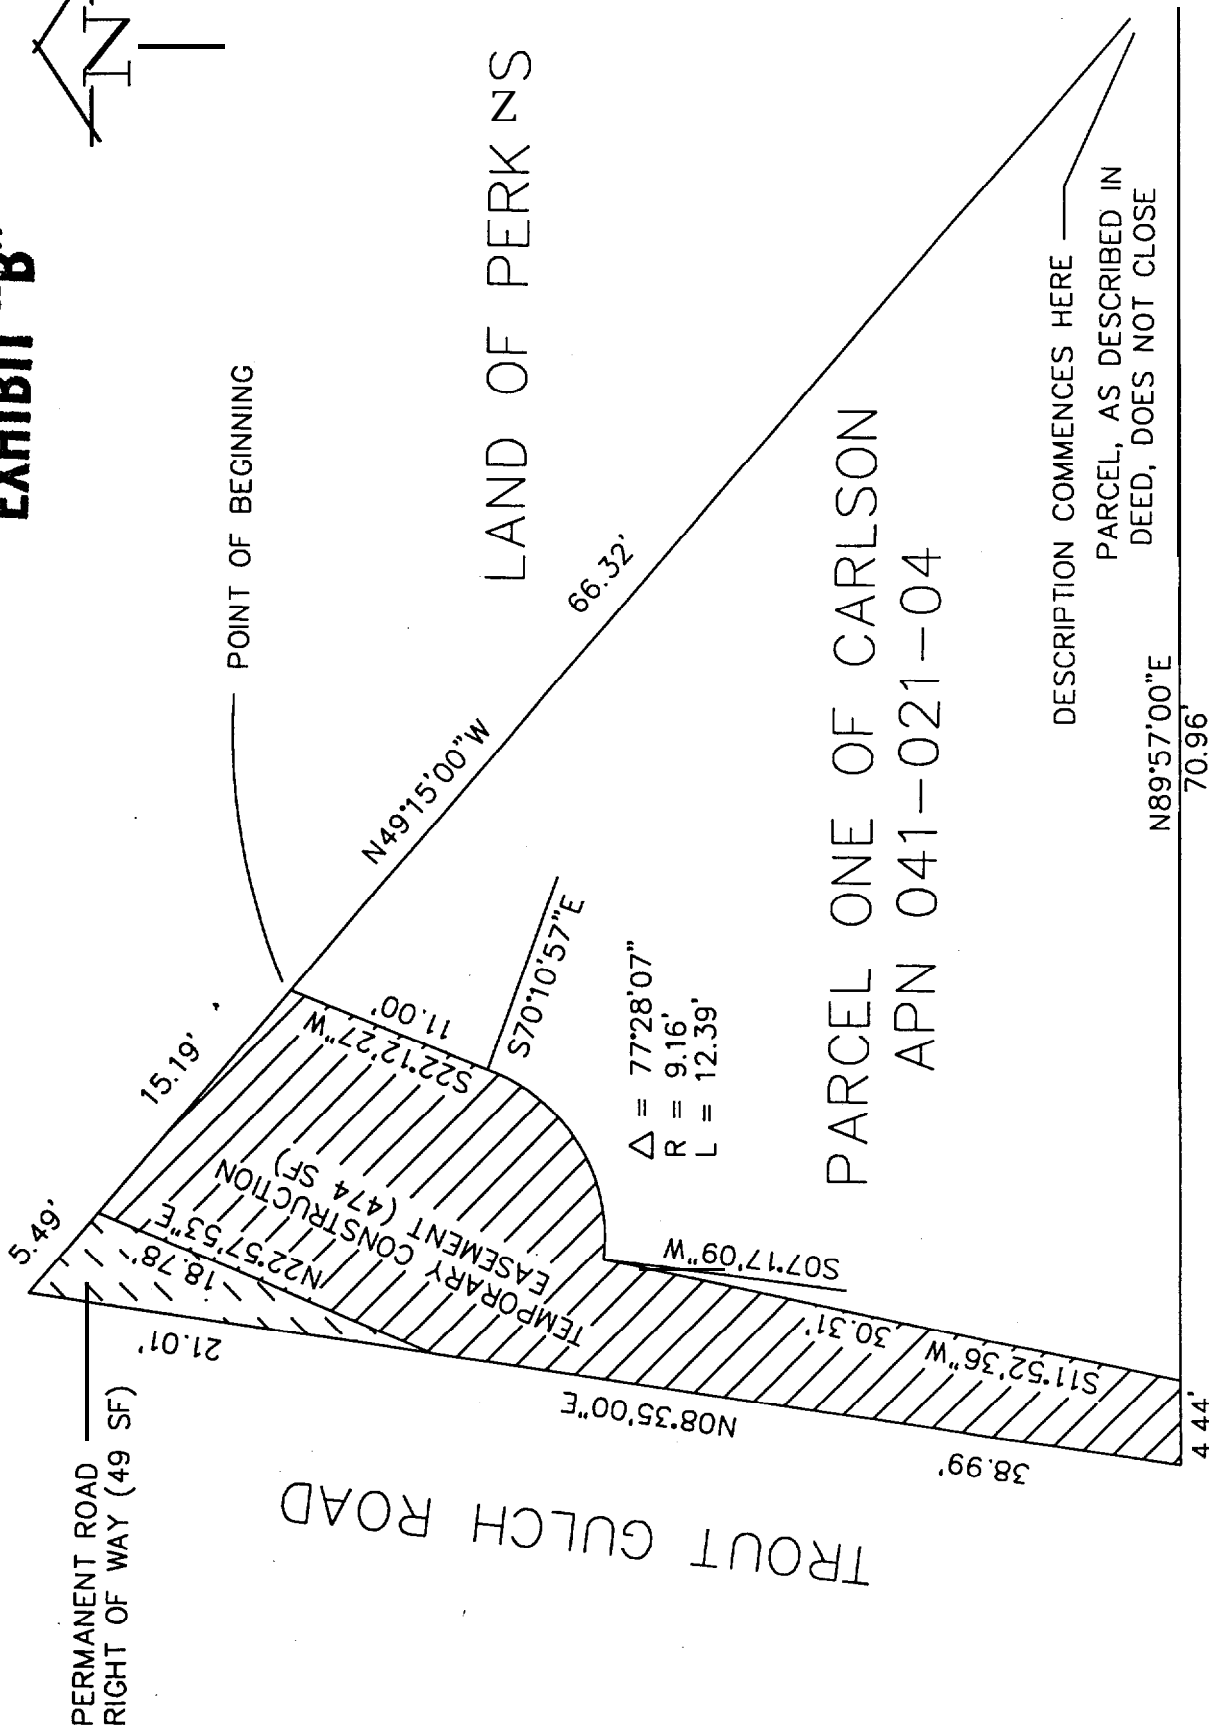 EXHIBIT "B"
N
POINT OF BEGINNING
LAND OF PERK z S
66.32'
N49°15'00"W
15.19'
5.49'
S22°12'27"W
11.00'
S70°10'57"E
Δ = 77°28'07"
R = 9.16'
L = 12.39'
TEMPORARY CONSTRUCTION
EASEMENT (474 SF)
N22°57'53"E
18.78'
21.01'
PERMANENT ROAD
RIGHT OF WAY (49 SF)
S07°17'09"W
30.31'
S11°52'36"W
N08°35'00"E
38.99'
4 44'
TROUT GULCH ROAD
PARCEL ONE OF CARLSON
APN 041-021-04
DESCRIPTION COMMENCES HERE
PARCEL, AS DESCRIBED IN
DEED, DOES NOT CLOSE
N89°57'00"E
70.96'